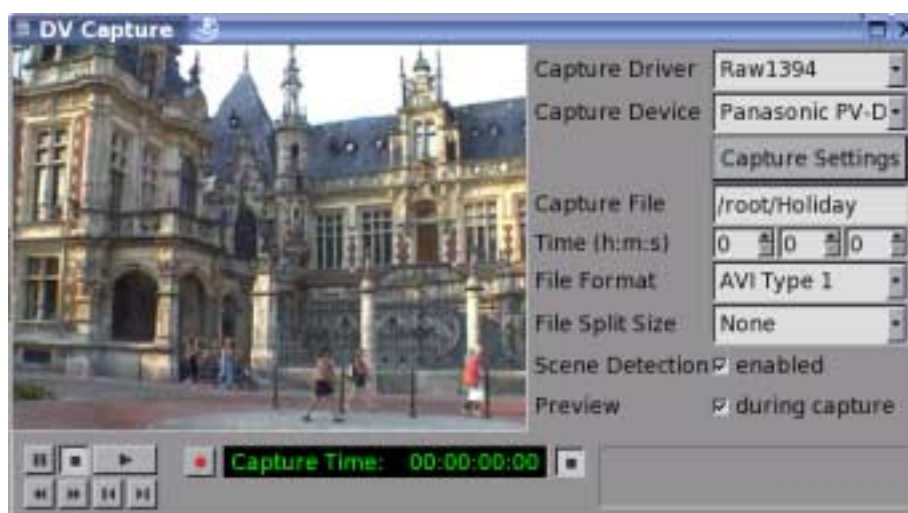 DV Capture
Capture Driver Raw1394
Capture Device Panasonic PV-D
Capture Settings
Capture File /root/Holiday
Time (h:m:s) 0 0 0
File Format AVI Type 1
File Split Size None
Scene Detection enabled
Preview during capture
Capture Time: 00:00:00:00